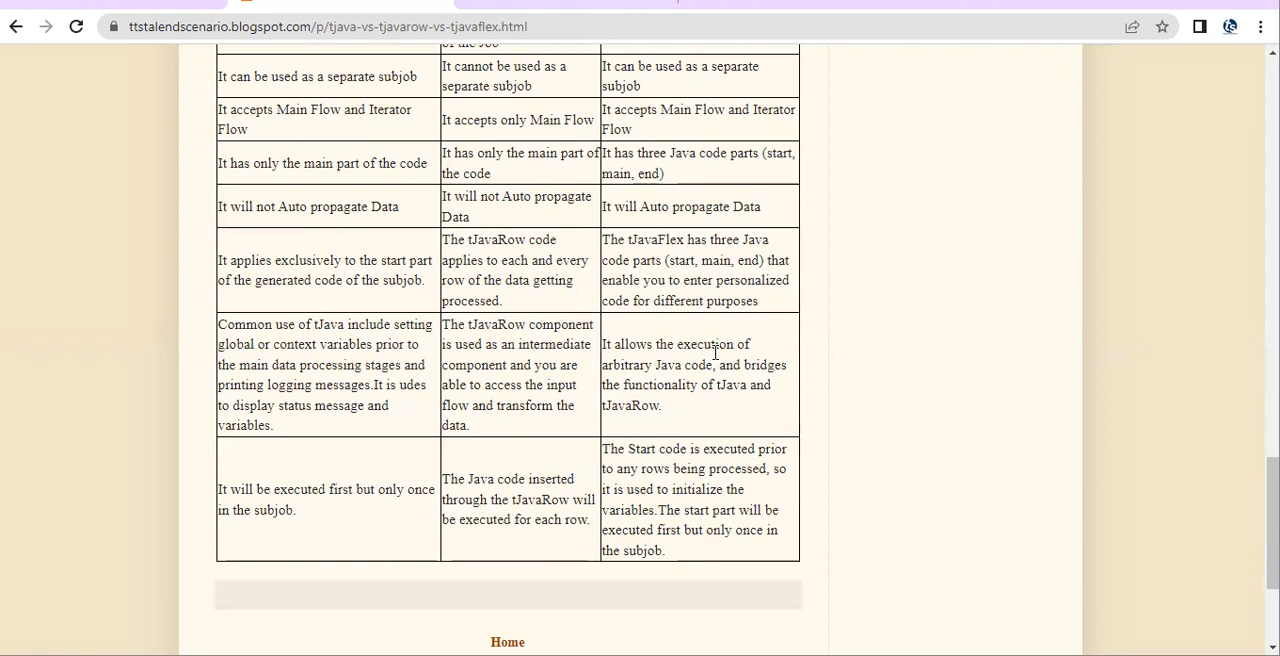 ttstalendscenario.blogspot.com/p/tjava-vs-tjavarow-vs-tjavaflex.html
of the Job
It can be used as a separate subjob
It cannot be used as a
separate subjob
It can be used as a separate
subjob
It accepts Main Flow and Iterator
Flow
It accepts only Main Flow
It accepts Main Flow and Iterator
Flow
It has only the main part of the code
It has only the main part of
the code
It has three Java code parts (start,
main, end)
It will not Auto propagate Data
It will not Auto propagate
Data
It will Auto propagate Data
It applies exclusively to the start part
of the generated code of the subjob.
The tJavaRow code
applies to each and every
row of the data getting
processed.
The tJavaFlex has three Java
code parts (start, main, end) that
enable you to enter personalized
code for different purposes
Common use of tJava include setting
global or context variables prior to
the main data processing stages and
printing logging messages.It is udes
to display status message and
variables.
The tJavaRow component
is used as an intermediate
component and you are
able to access the input
flow and transform the
data.
It allows the execution of
arbitrary Java code, and bridges
the functionality of tJava and
tJavaRow.
It will be executed first but only once
in the subjob.
The Java code inserted
through the tJavaRow will
be executed for each row.
The Start code is executed prior
to any rows being processed, so
it is used to initialize the
variables.The start part will be
executed first but only once in
the subjob.
Home